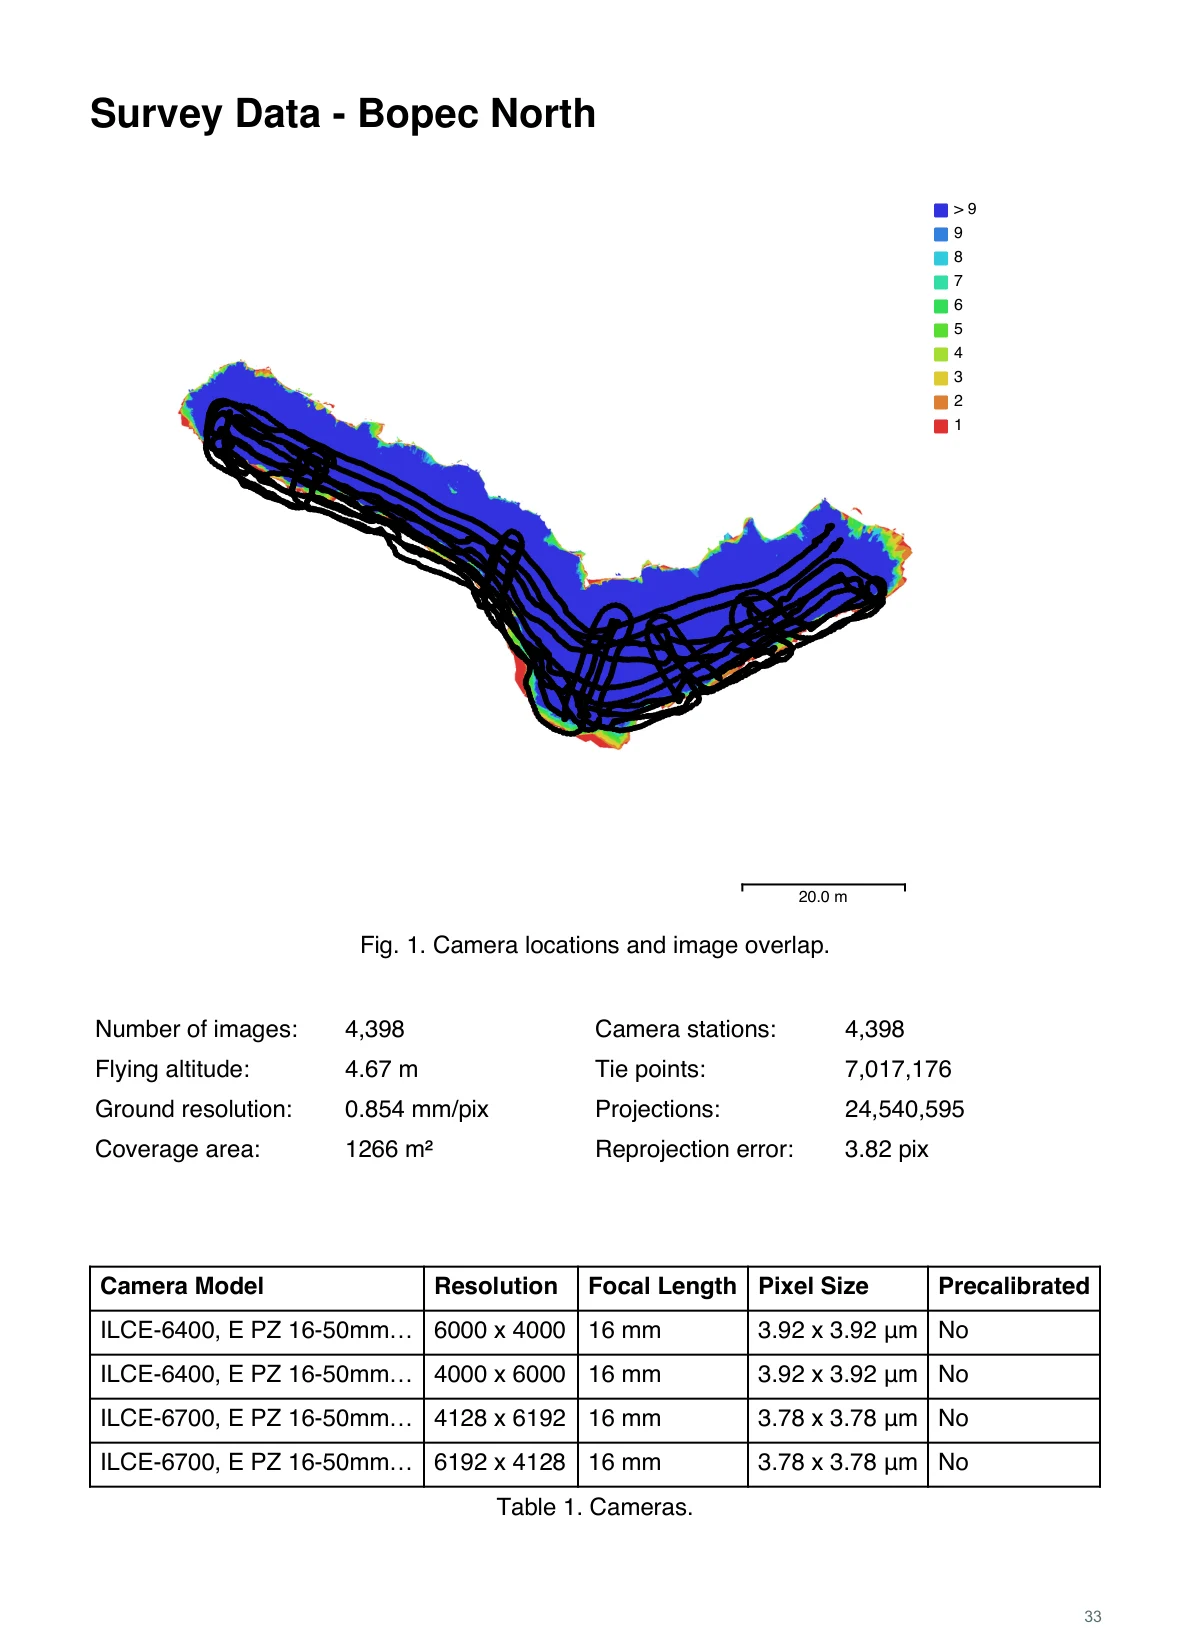 Survey Data - Bopec North
> 9
9
8
7
6
5
4
3
2
1
20.0 m
Fig. 1. Camera locations and image overlap.
Number of images: 4,398 Camera stations: 4,398
Flying altitude: 4.67 m Tie points: 7,017,176
Ground resolution: 0.854 mm/pix Projections: 24,540,595
Coverage area: 1266 m² Reprojection error: 3.82 pix
Camera Model Resolution Focal Length Pixel Size Precalibrated
ILCE-6400, E PZ 16-50mm… 6000 x 4000 16 mm 3.92 x 3.92 μm No
ILCE-6400, E PZ 16-50mm… 4000 x 6000 16 mm 3.92 x 3.92 μm No
ILCE-6700, E PZ 16-50mm… 4128 x 6192 16 mm 3.78 x 3.78 μm No
ILCE-6700, E PZ 16-50mm… 6192 x 4128 16 mm 3.78 x 3.78 μm No
Table 1. Cameras.
33